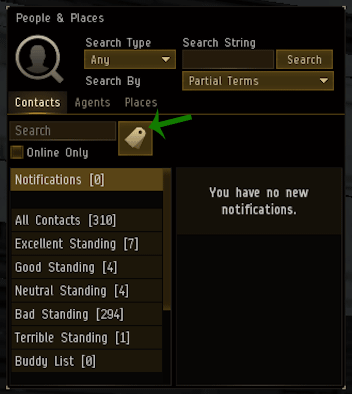 People & Places
Search Type
Search String
Any
Search
Search By
Partial Terms
Contacts
Agents
Places
Search
Online Only
Notifications [0]
You have no new
notifications.
All Contacts [310]
Excellent Standing [7]
Good Standing [4]
Neutral Standing [4]
Bad Standing [294]
Terrible Standing [1]
Buddy List [0]